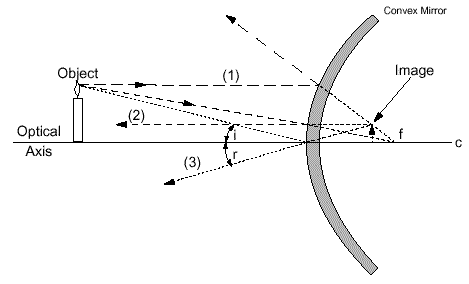 Convex Mirror
Object
(1)
Image
Optical
Axis
(2)
i
r
f
c
(3)